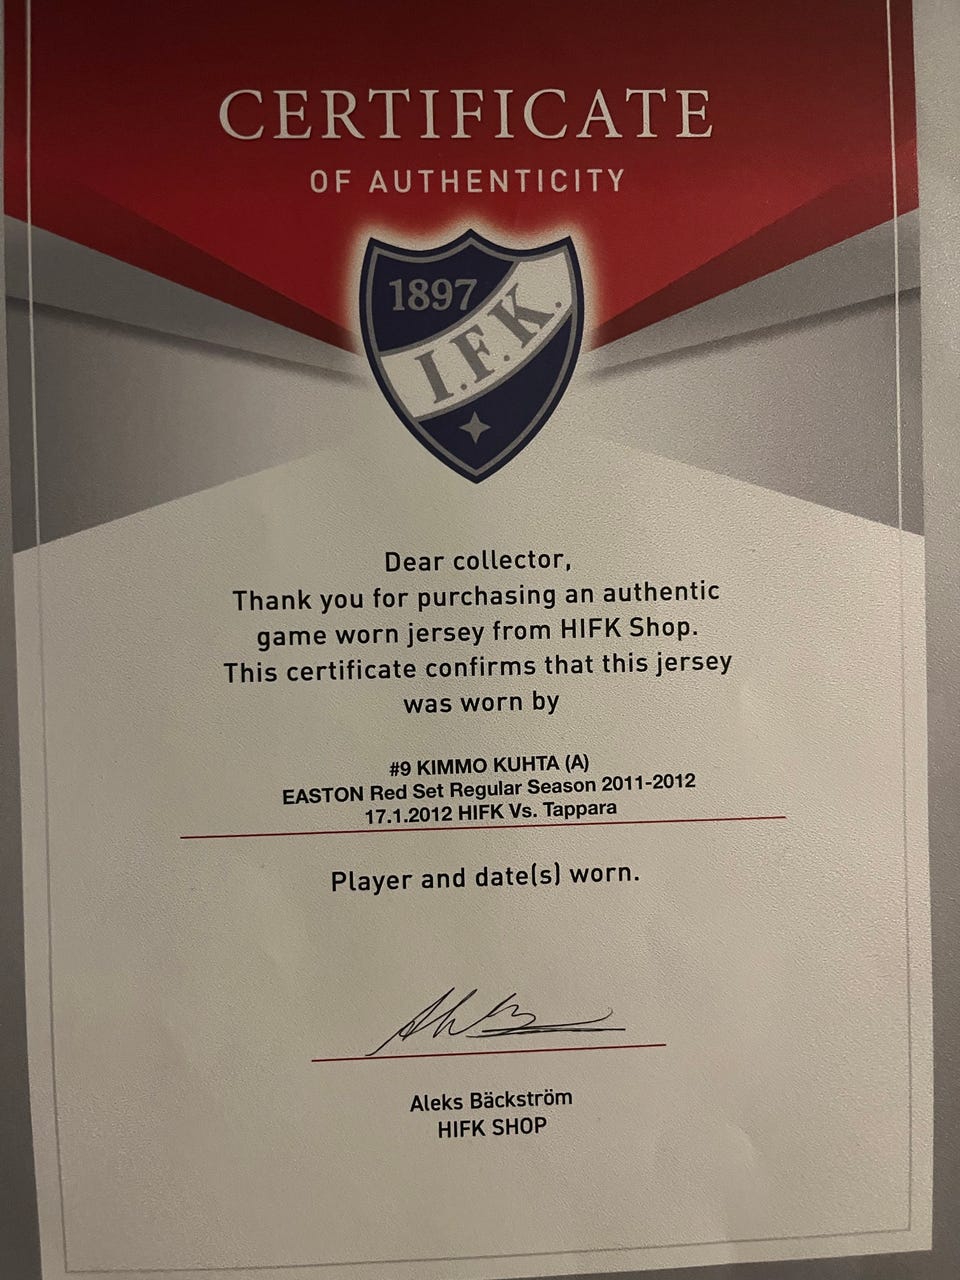 CERTIFICATE
OF AUTHENTICITY
1897
I.F.K.
Dear collector,
Thank you for purchasing an authentic
game worn jersey from HIFK Shop.
This certificate confirms that this jersey
was worn by
#9 KIMMO KUHTA (A)
EASTON Red Set Regular Season 2011-2012
17.1.2012 HIFK Vs. Tappara
Player and date(s) worn.
Aleks Bäckström
HIFK SHOP